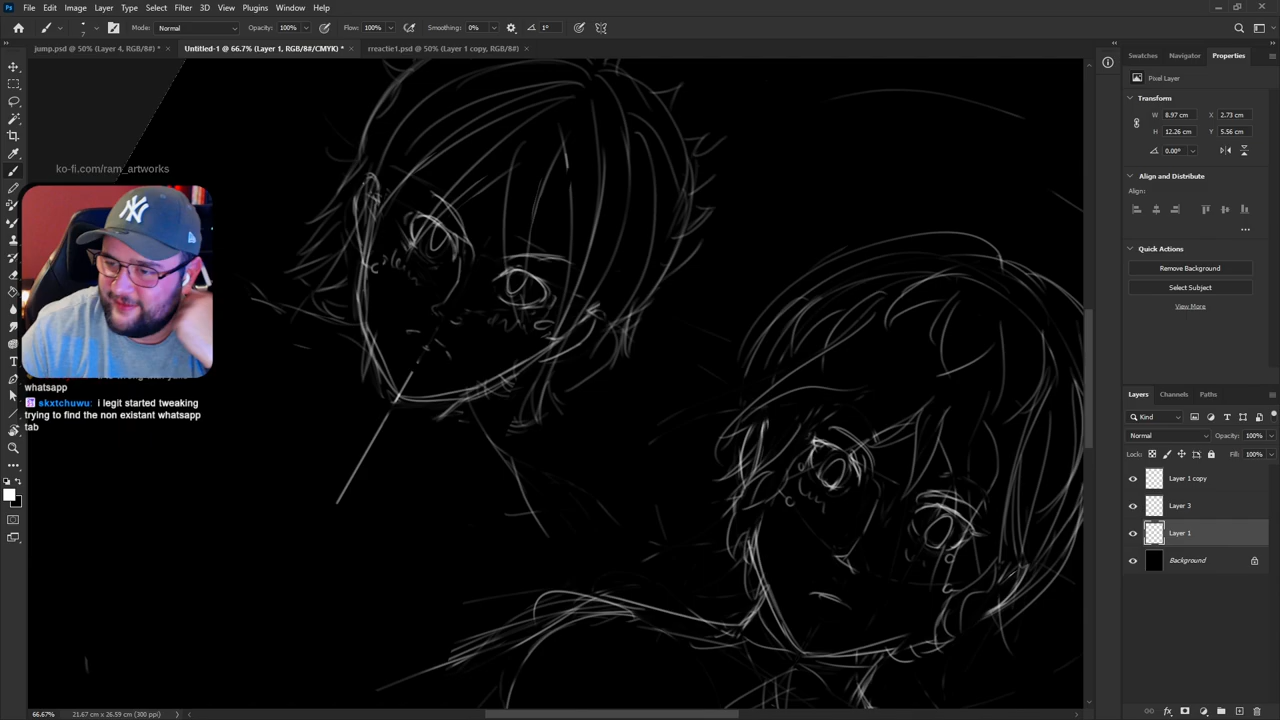 Ps File Edit Image Layer Type Select Filter 3D View Plugins Window Help
7 Mode: Normal Opacity: 100% Flow: 100% Smoothing: 0% 1°
jump.psd @ 50% (Layer 4, RGB/8#) * × Untitled-1 @ 66.7% (Layer 1, RGB/8#/CMYK) * × rreactie1.psd @ 50% (Layer 1 copy, RGB/8#) ×
Swatches Navigator Properties
Pixel Layer
Transform
W 8.97 cm X 2.73 cm
H 12.26 cm Y 5.56 cm
0.00°
Align and Distribute
Align:
Quick Actions
Remove Background
Select Subject
View More
ko-fi.com/ram_artworks
NY
whatsapp
skxtchuwu: i legit started tweaking
trying to find the non existant whatsapp
tab
Layers Channels Paths
Kind
Normal Opacity: 100%
Lock: Fill: 100%
Layer 1 copy
Layer 3
Layer 1
Background
66.67% 21.67 cm x 26.59 cm (300 ppi)